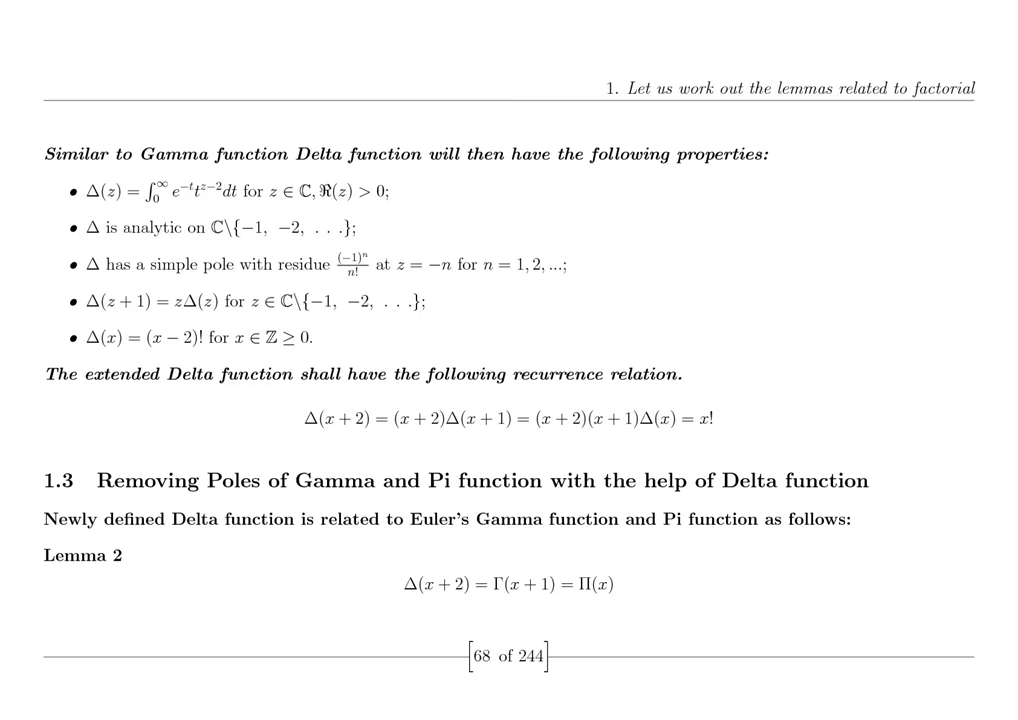 1. Let us work out the lemmas related to factorial
Similar to Gamma function Delta function will then have the following properties:
• Δ(z) = ∫₀^∞ e^{−t}t^{z−2}dt for z ∈ ℂ, ℜ(z) > 0;
• Δ is analytic on ℂ\{−1, −2, . . .};
• Δ has a simple pole with residue (−1)^n/n! at z = −n for n = 1, 2, ...;
• Δ(z + 1) = zΔ(z) for z ∈ ℂ\{−1, −2, . . .};
• Δ(x) = (x − 2)! for x ∈ ℤ ≥ 0.
The extended Delta function shall have the following recurrence relation.
Δ(x + 2) = (x + 2)Δ(x + 1) = (x + 2)(x + 1)Δ(x) = x!
1.3 Removing Poles of Gamma and Pi function with the help of Delta function
Newly defined Delta function is related to Euler's Gamma function and Pi function as follows:
Lemma 2
Δ(x + 2) = Γ(x + 1) = Π(x)
[68 of 244]